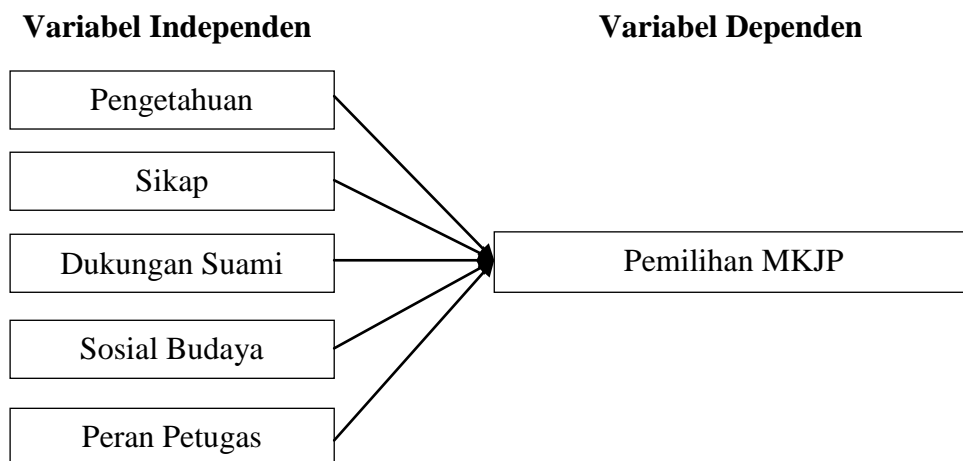 Variabel Independen
Variabel Dependen
Pengetahuan
Sikap
Dukungan Suami
Pemilihan MKJP
Sosial Budaya
Peran Petugas